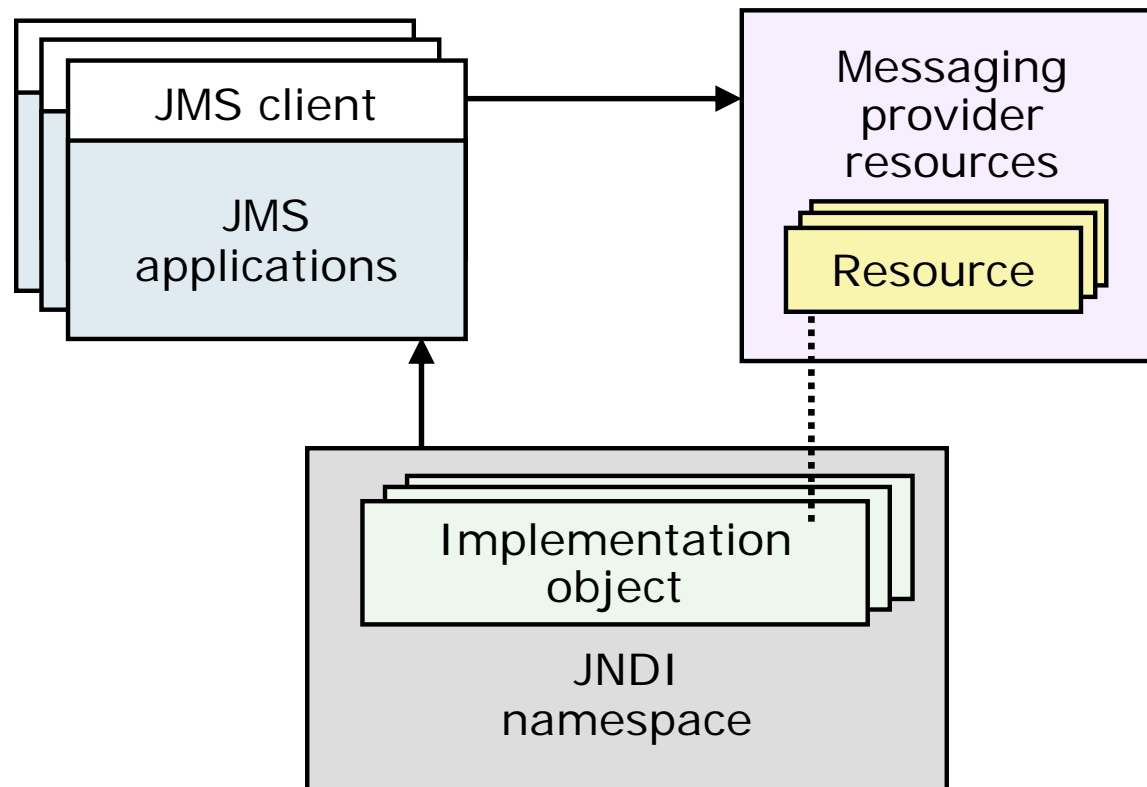 JMS client
JMS
applications
Messaging
provider
resources
Resource
Implementation
object
JNDI
namespace